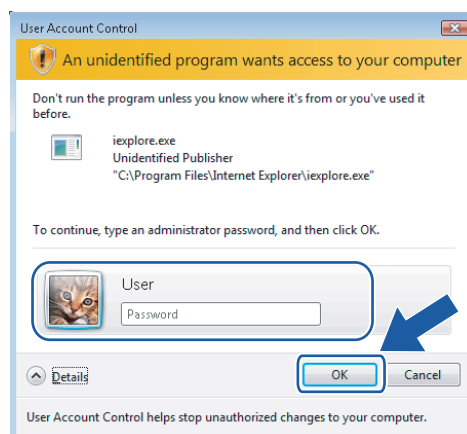 User Account Control
An unidentified program wants access to your computer
Don't run the program unless you know where it's from or you've used it
before.
iexplore.exe
Unidentified Publisher
"C:\Program Files\Internet Explorer\iexplore.exe"
To continue, type an administrator password, and then click OK.
User
Password
Details
OK
Cancel
User Account Control helps stop unauthorized changes to your computer.